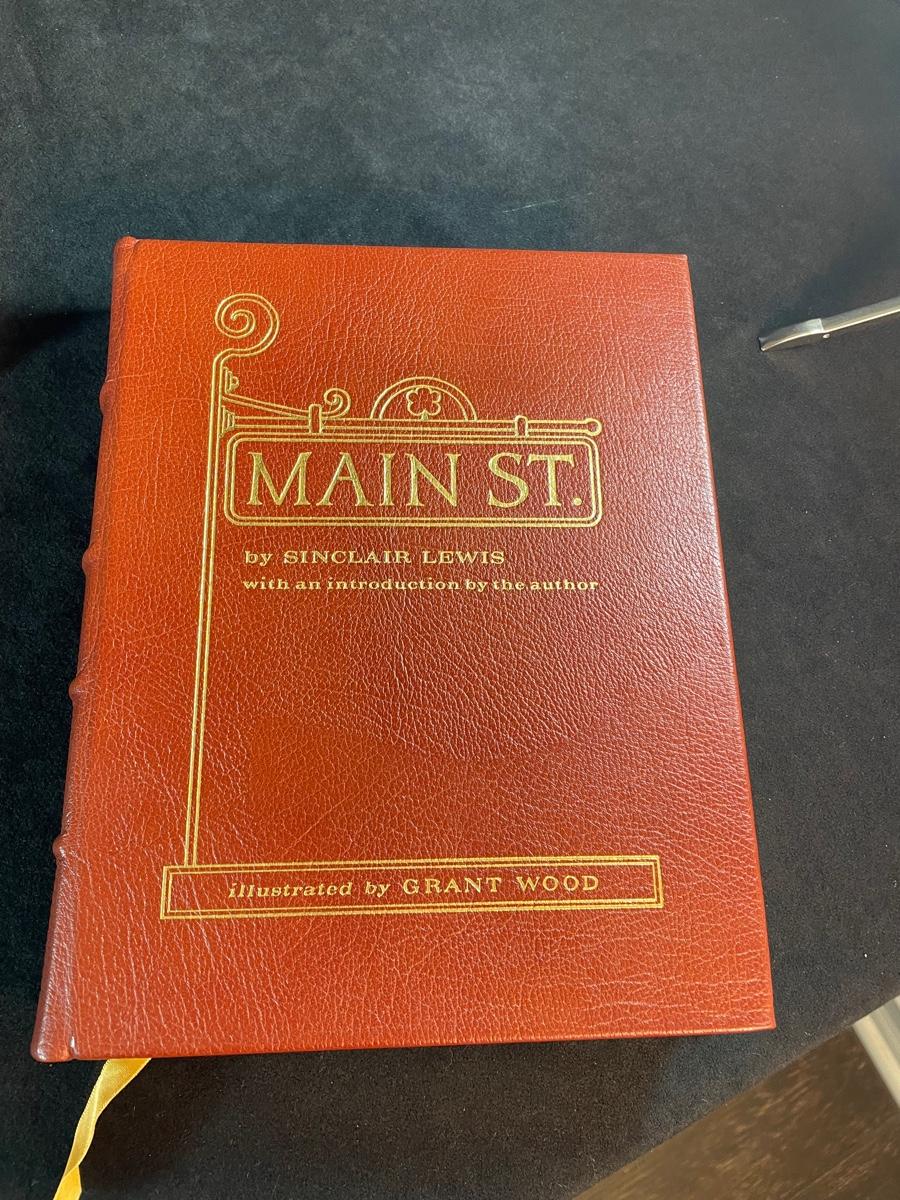 MAIN ST.
by SINCLAIR LEWIS
with an introduction by the author
illustrated by GRANT WOOD